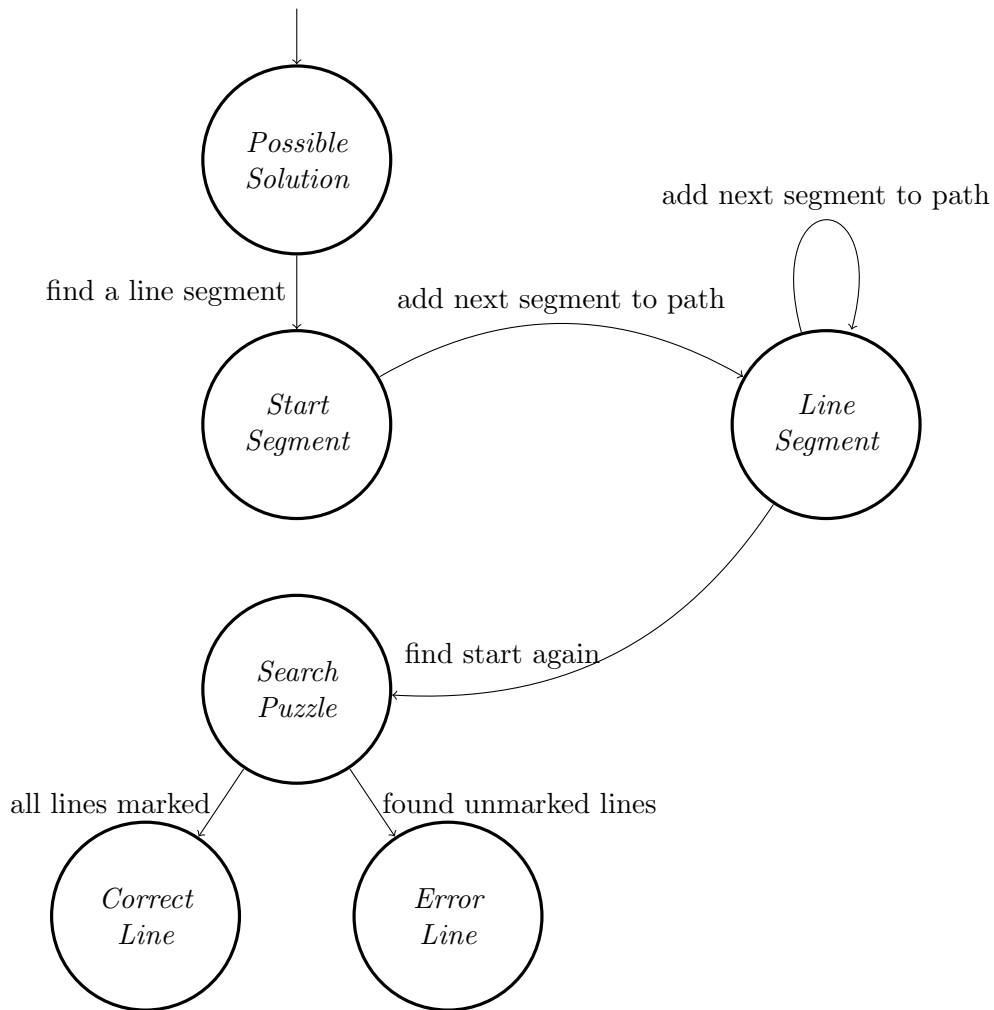 Possible
Solution
add next segment to path
find a line segment
add next segment to path
Start
Segment
Line
Segment
find start again
Search
Puzzle
all lines marked
found unmarked lines
Correct
Line
Error
Line